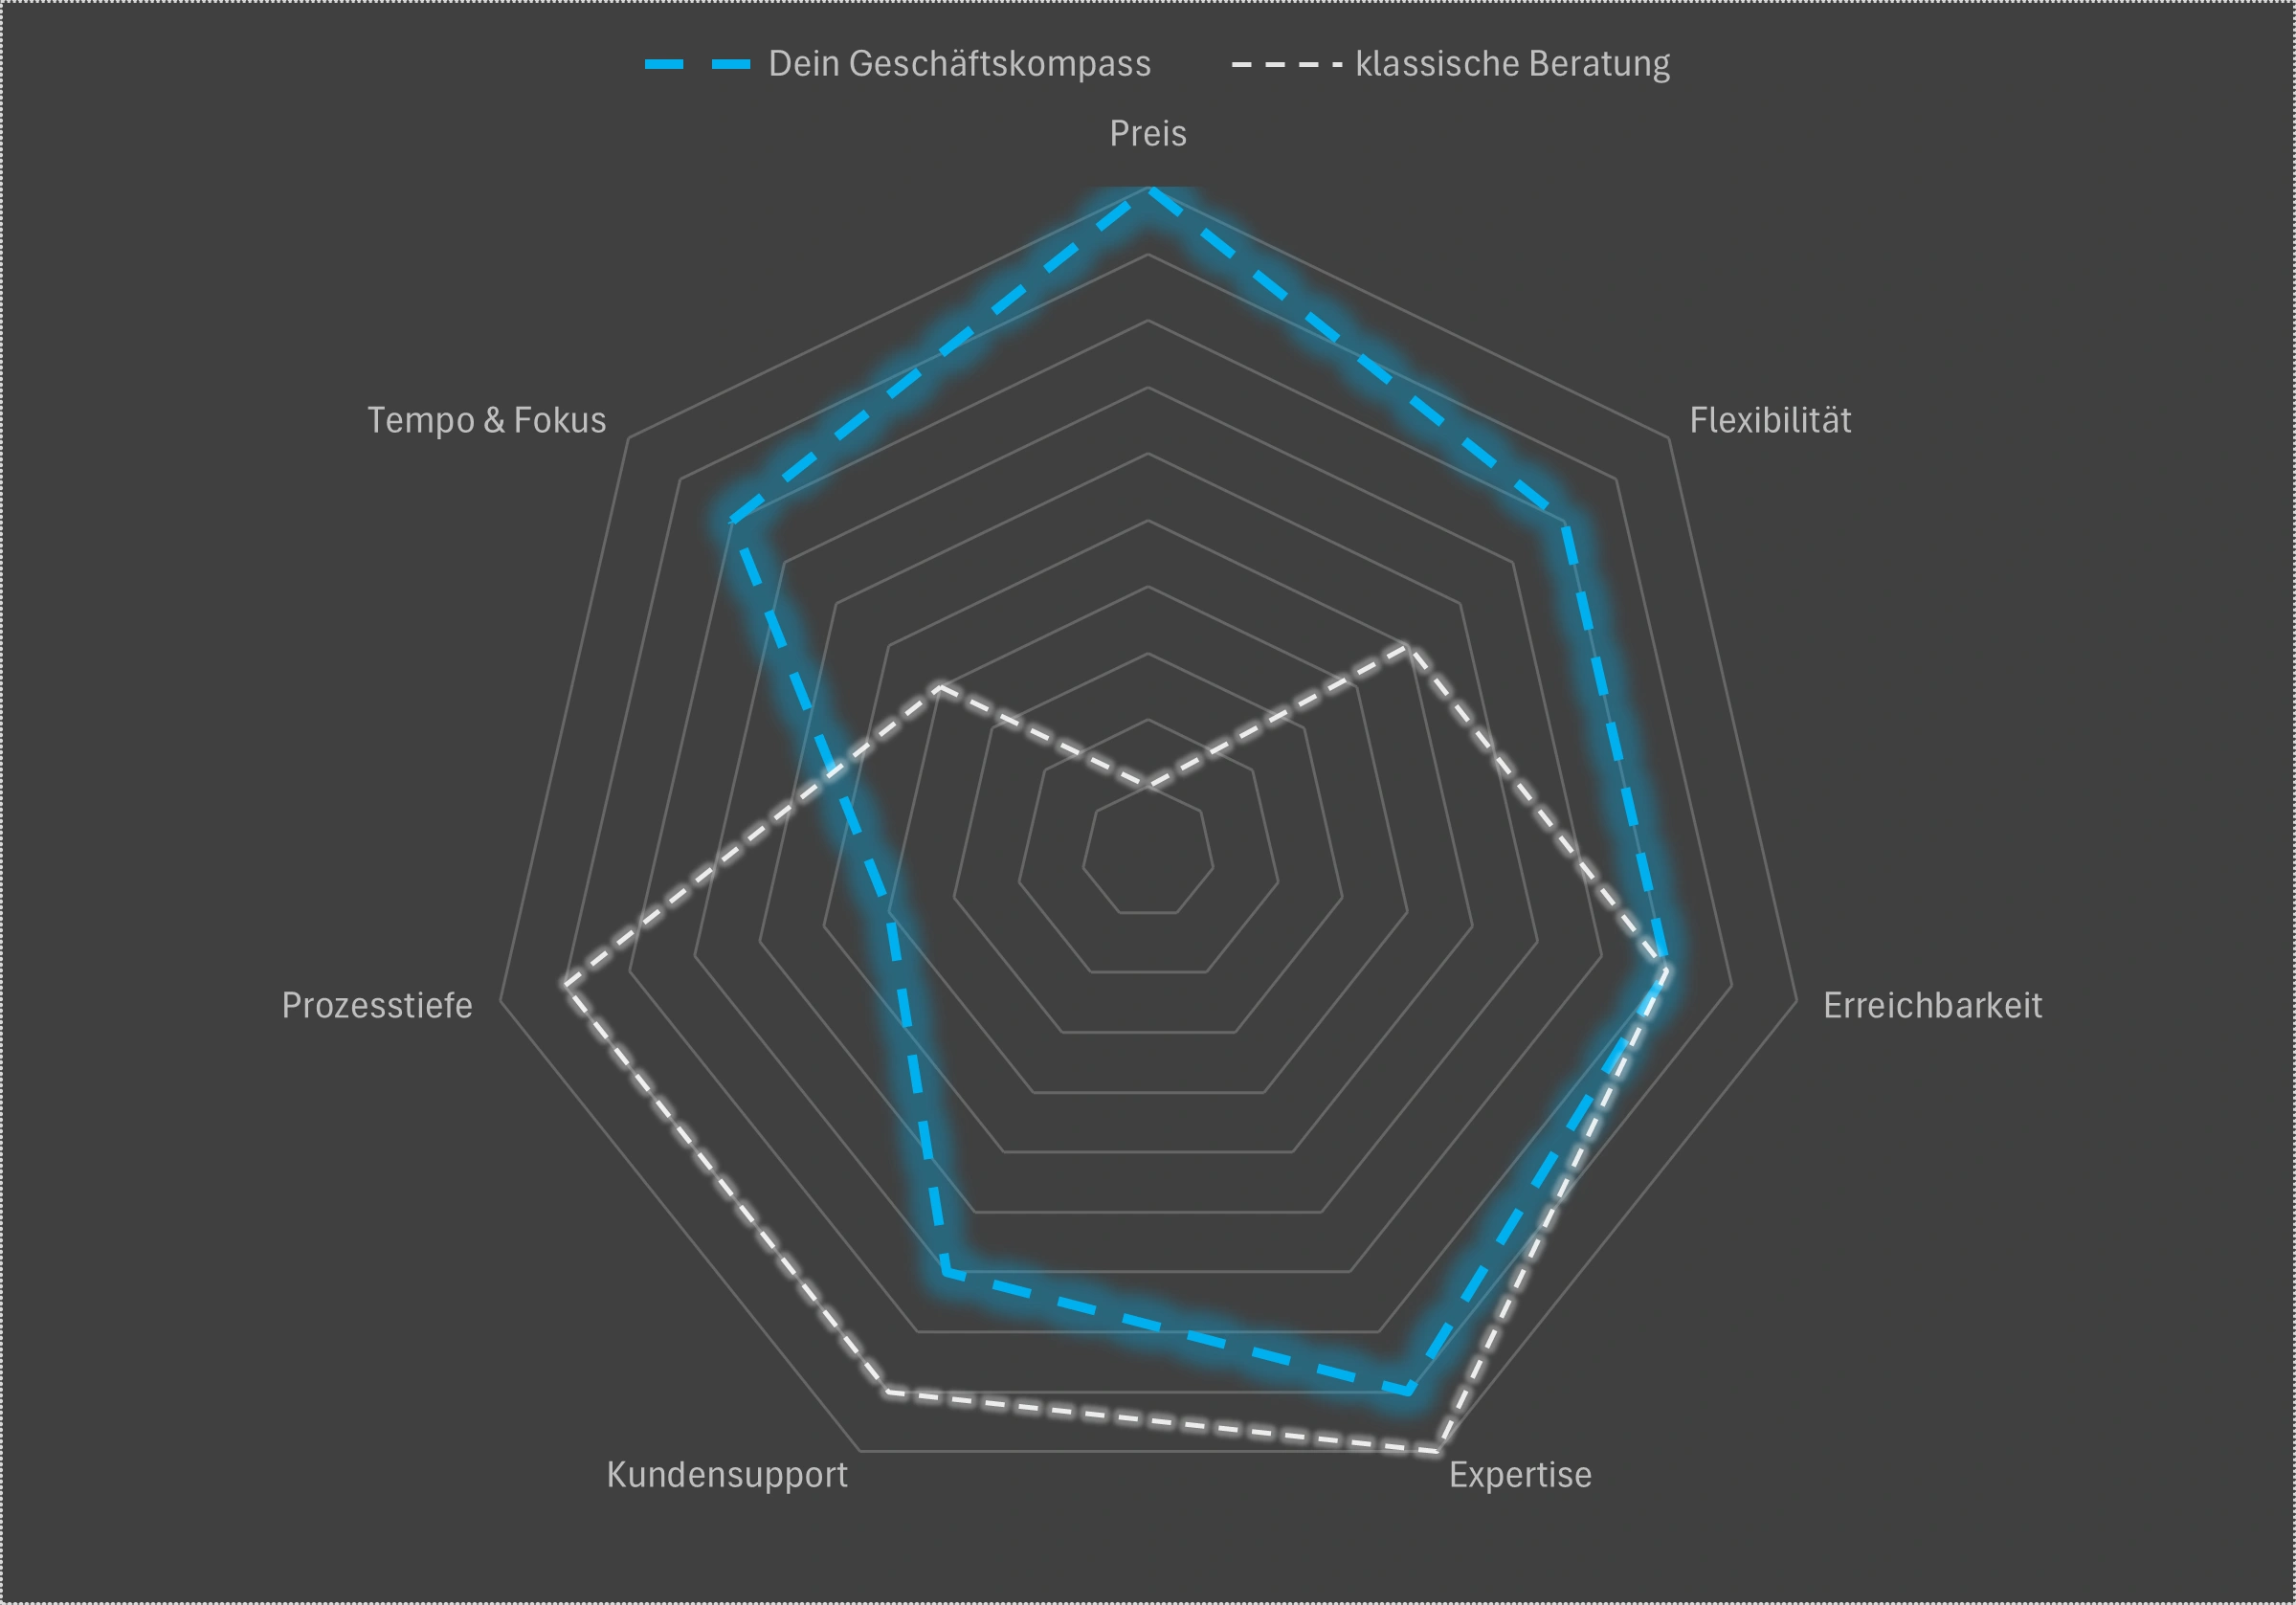 Dein Geschäftskompass
klassische Beratung
Preis
Tempo & Fokus
Flexibilität
Prozesstiefe
Erreichbarkeit
Kundensupport
Expertise